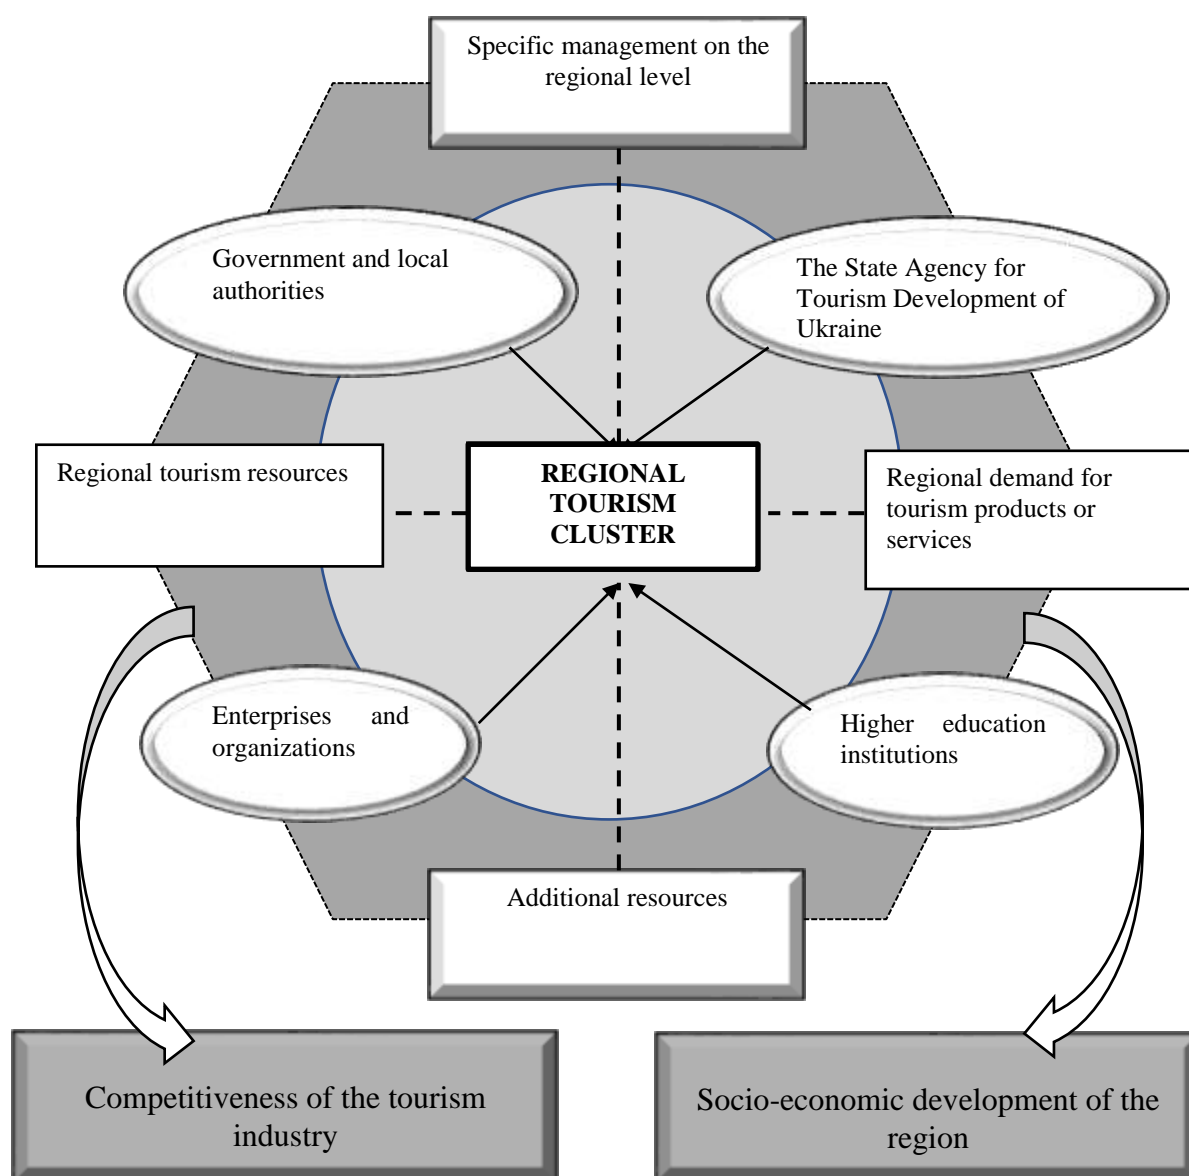 Specific management on the
regional level
Government and local
authorities
The State Agency for
Tourism Development of
Ukraine
Regional tourism resources
REGIONAL
TOURISM
CLUSTER
Regional demand for
tourism products or
services
Enterprises and
organizations
Higher education
institutions
Additional resources
Competitiveness of the tourism
industry
Socio-economic development of the
region